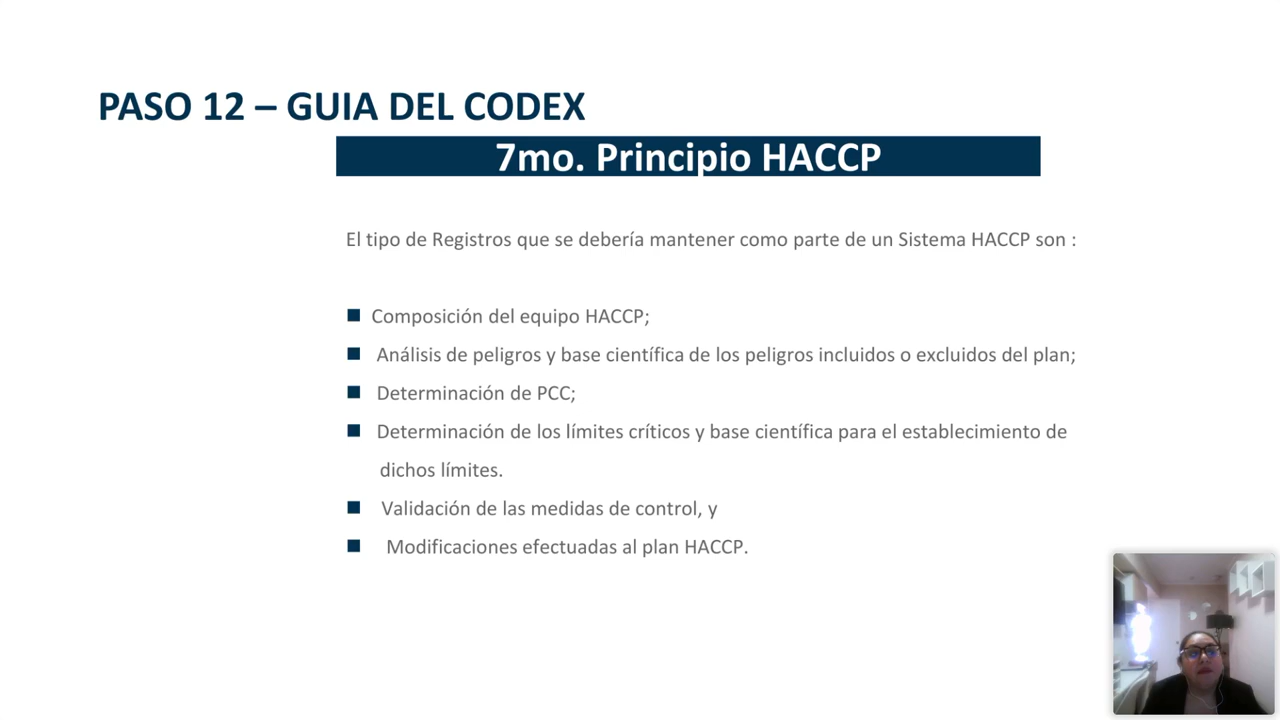 PASO 12 – GUIA DEL CODEX
7mo. Principio HACCP
El tipo de Registros que se debería mantener como parte de un Sistema HACCP son :
■ Composición del equipo HACCP;
■ Análisis de peligros y base científica de los peligros incluidos o excluidos del plan;
■ Determinación de PCC;
■ Determinación de los límites críticos y base científica para el establecimiento de
dichos límites.
■ Validación de las medidas de control, y
■ Modificaciones efectuadas al plan HACCP.